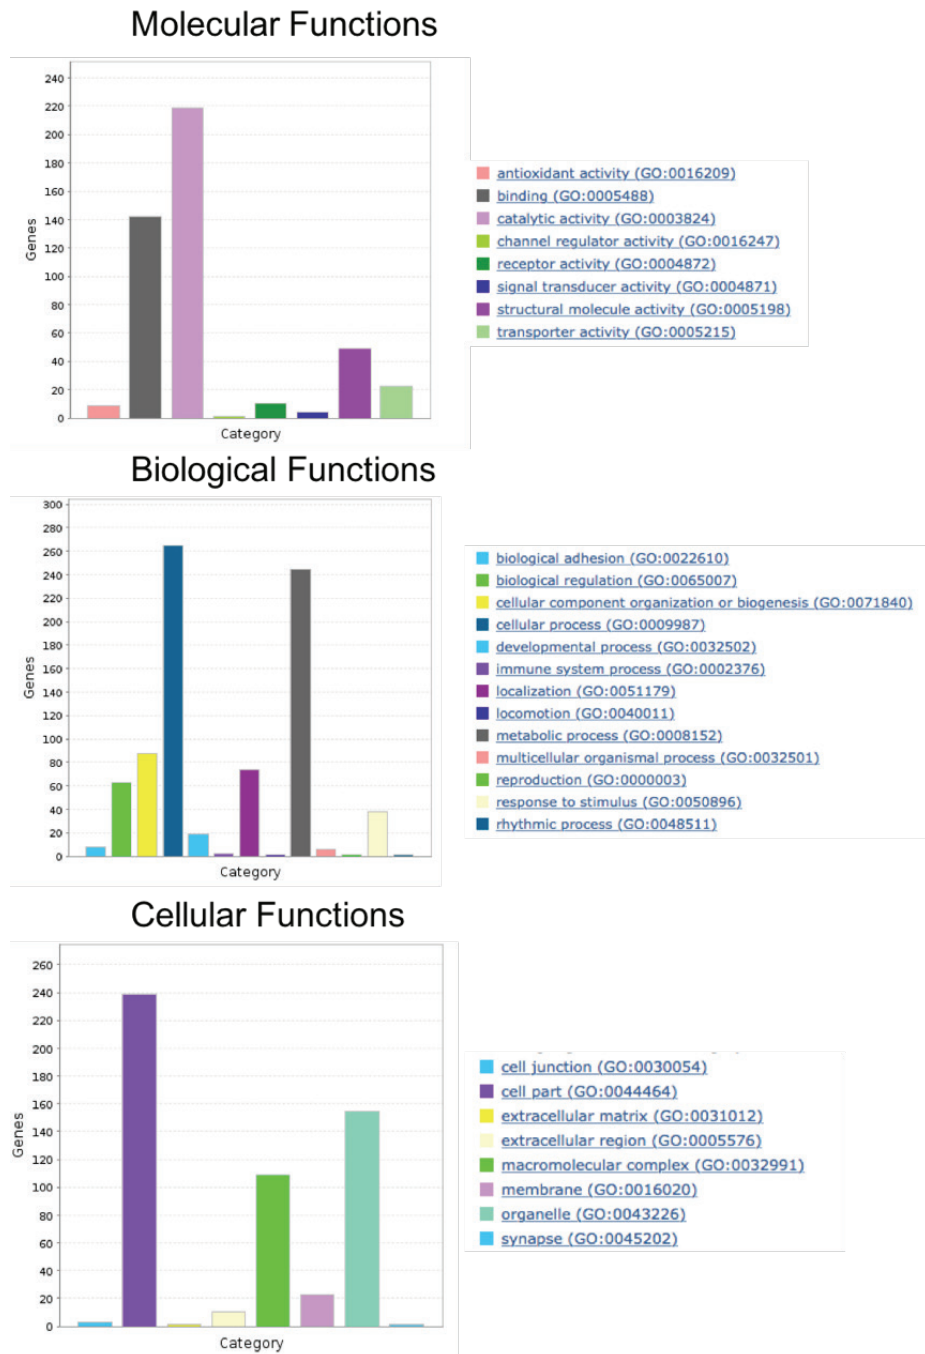 Molecular Functions
240
220
200
180
160
140
120
100
80
60
40
20
0
Genes
Category
antioxidant activity (GO:0016209)
binding (GO:0005488)
catalytic activity (GO:0003824)
channel regulator activity (GO:0016247)
receptor activity (GO:0004872)
signal transducer activity (GO:0004871)
structural molecule activity (GO:0005198)
transporter activity (GO:0005215)
Biological Functions
300
280
260
240
220
200
180
160
140
120
100
80
60
40
20
0
Genes
Category
biological adhesion (GO:0022610)
biological regulation (GO:0065007)
cellular component organization or biogenesis (GO:0071840)
cellular process (GO:0009987)
developmental process (GO:0032502)
immune system process (GO:0002376)
localization (GO:0051179)
locomotion (GO:0040011)
metabolic process (GO:0008152)
multicellular organismal process (GO:0032501)
reproduction (GO:0000003)
response to stimulus (GO:0050896)
rhythmic process (GO:0048511)
Cellular Functions
260
240
220
200
180
160
140
120
100
80
60
40
20
0
Genes
Category
cell junction (GO:0030054)
cell part (GO:0044464)
extracellular matrix (GO:0031012)
extracellular region (GO:0005576)
macromolecular complex (GO:0032991)
membrane (GO:0016020)
organelle (GO:0043226)
synapse (GO:0045202)